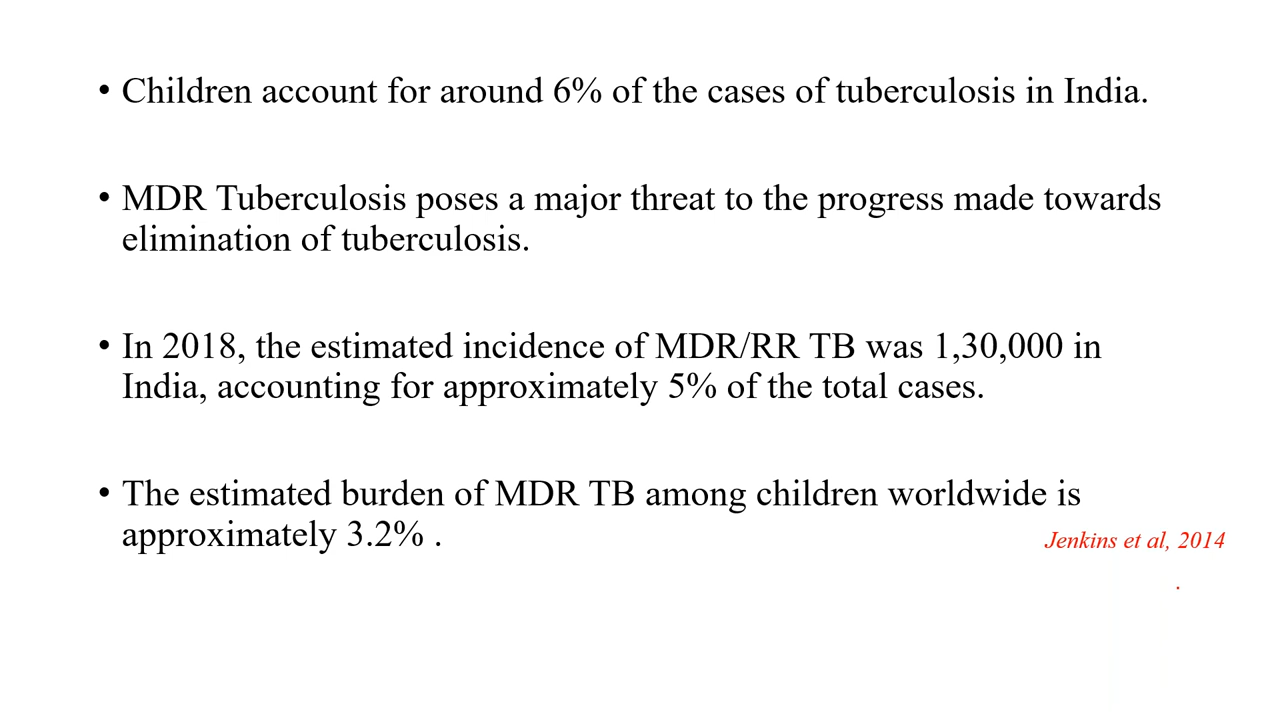 • Children account for around 6% of the cases of tuberculosis in India.
• MDR Tuberculosis poses a major threat to the progress made towards
elimination of tuberculosis.
• In 2018, the estimated incidence of MDR/RR TB was 1,30,000 in
India, accounting for approximately 5% of the total cases.
• The estimated burden of MDR TB among children worldwide is
approximately 3.2% .
Jenkins et al, 2014
.